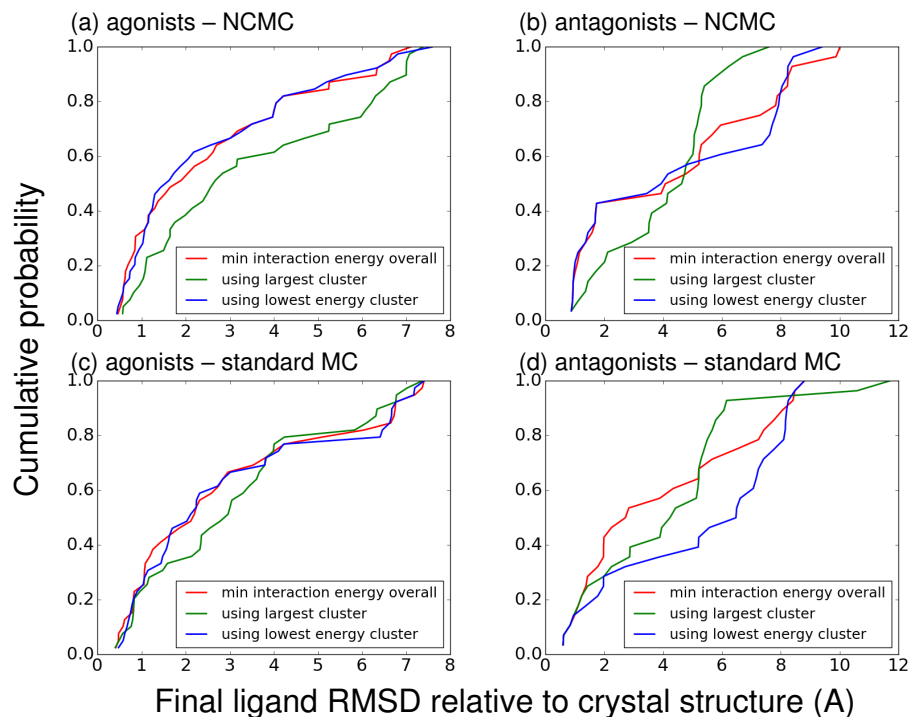 (a) agonists – NCMC
(b) antagonists – NCMC
1.0
0.8
0.6
0.4
0.2
0.0
min interaction energy overall
using largest cluster
using lowest energy cluster
0 1 2 3 4 5 6 7 8
1.0
0.8
0.6
0.4
0.2
0.0
min interaction energy overall
using largest cluster
using lowest energy cluster
0 2 4 6 8 10 12
Cumulative probability
(c) agonists – standard MC
(d) antagonists – standard MC
1.0
0.8
0.6
0.4
0.2
0.0
min interaction energy overall
using largest cluster
using lowest energy cluster
0 1 2 3 4 5 6 7 8
1.0
0.8
0.6
0.4
0.2
0.0
min interaction energy overall
using largest cluster
using lowest energy cluster
0 2 4 6 8 10 12
Final ligand RMSD relative to crystal structure (A)